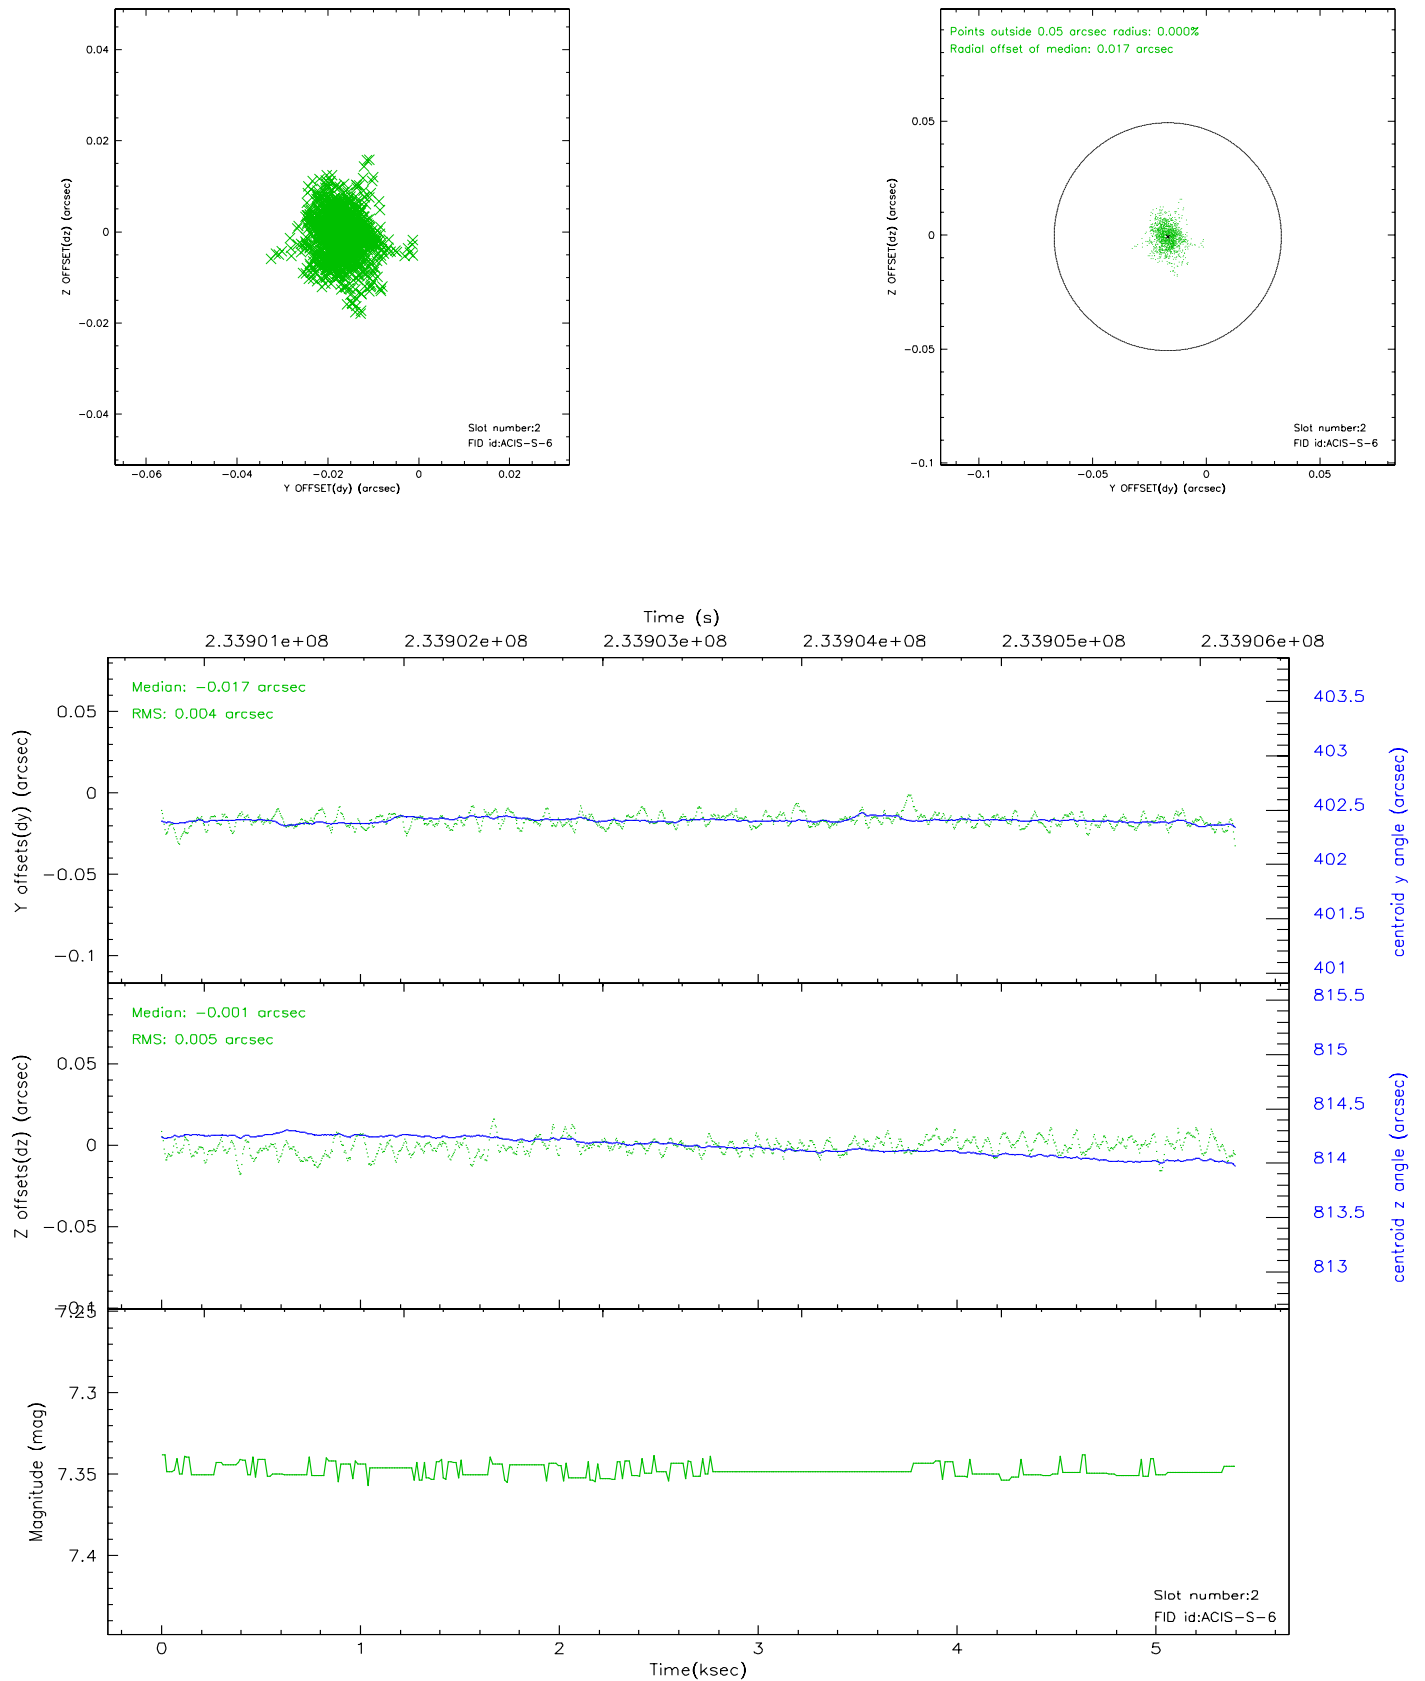 0.04
0.02
0
−0.02
−0.04
Z OFFSET(dz) (arcsec)
Slot number:2
FID id:ACIS−S−6
−0.06
−0.04
−0.02
0
0.02
Y OFFSET(dy) (arcsec)
Points outside 0.05 arcsec radius: 0.000%
Radial offset of median: 0.017 arcsec
0.05
0
−0.05
−0.1
Z OFFSET(dz) (arcsec)
Slot number:2
FID id:ACIS−S−6
−0.1
−0.05
0
0.05
Y OFFSET(dy) (arcsec)
Time (s)
2.33901e+08
2.33902e+08
2.33903e+08
2.33904e+08
2.33905e+08
2.33906e+08
Median: −0.017 arcsec
RMS: 0.004 arcsec
0.05
0
−0.05
−0.1
Y offsets(dy) (arcsec)
403.5
403
402.5
402
401.5
401
centroid y angle (arcsec)
Median: −0.001 arcsec
RMS: 0.005 arcsec
0.05
0
−0.05
−0.1
Z offsets(dz) (arcsec)
815.5
815
814.5
814
813.5
813
centroid z angle (arcsec)
7.25
7.3
7.35
7.4
Magnitude (mag)
Slot number:2
FID id:ACIS−S−6
0
1
2
3
4
5
Time(ksec)